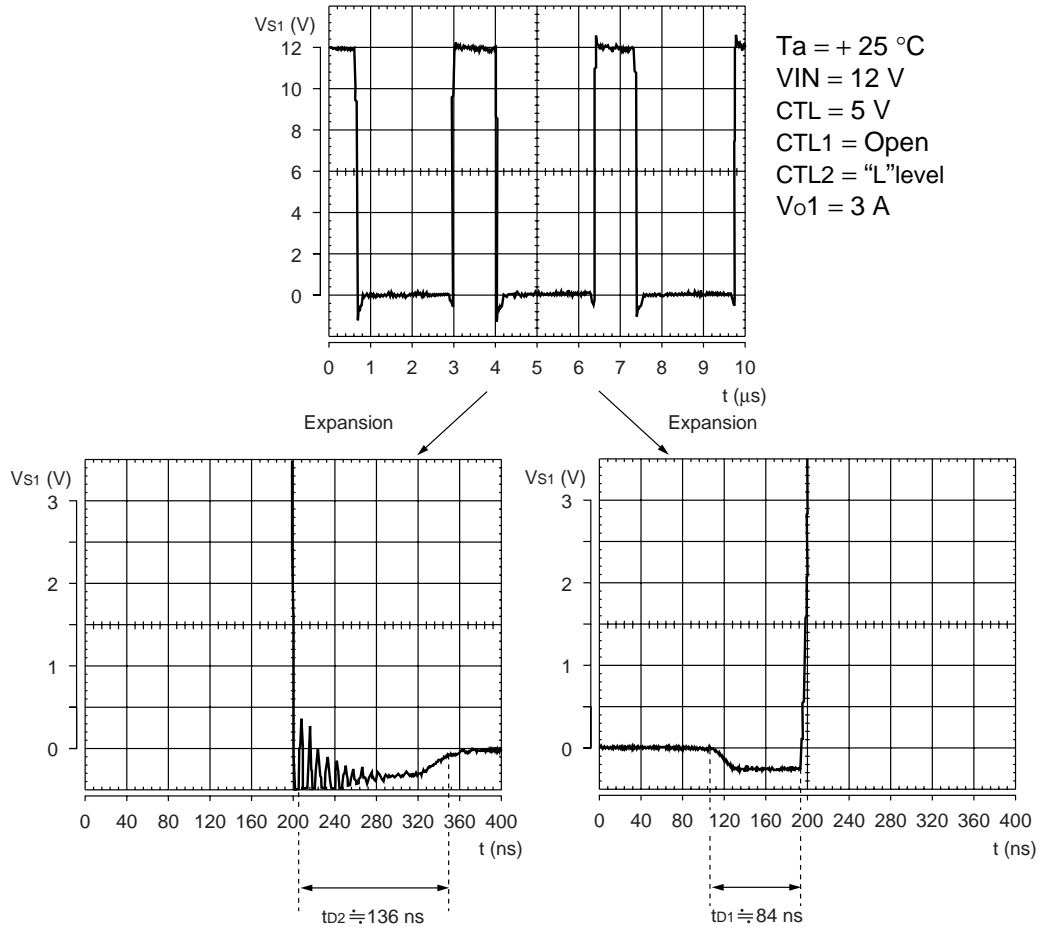 VS1 (V)
12
10
8
6
4
2
0
0 1 2 3 4 5 6 7 8 9 10
t (μs)
Ta = + 25 °C
VIN = 12 V
CTL = 5 V
CTL1 = Open
CTL2 = “L”level
Vo1 = 3 A
Expansion
Expansion
VS1 (V)
3
2
1
0
0 40 80 120 160 200 240 280 320 360 400
t (ns)
tD2≒136 ns
VS1 (V)
3
2
1
0
0 40 80 120 160 200 240 280 320 360 400
t (ns)
tD1≒84 ns